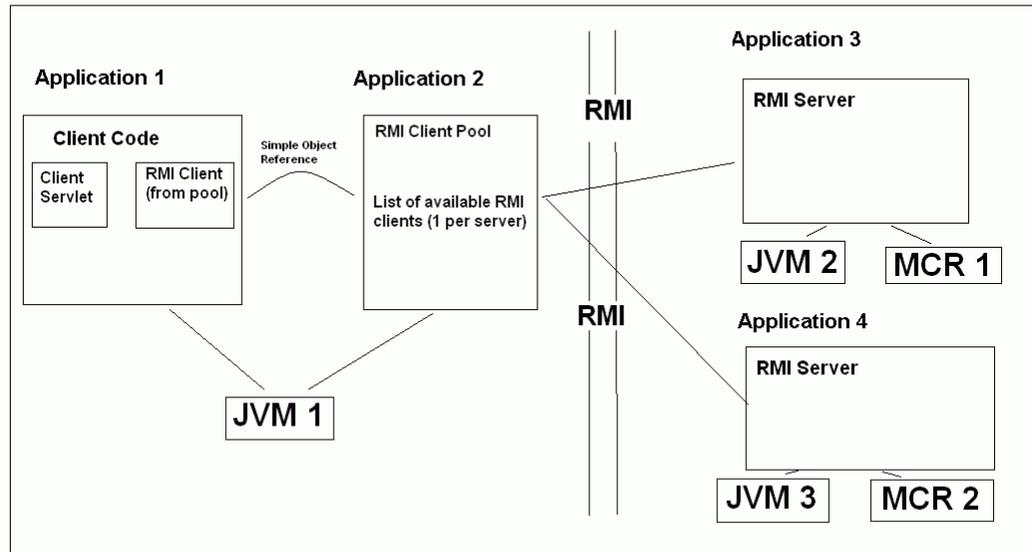 Application 1
Client Code
Client
Servlet
RMI Client
(from pool)
Simple Object
Reference
Application 2
RMI Client Pool
List of available RMI
clients (1 per server)
JVM 1
RMI
RMI
Application 3
RMI Server
JVM 2
MCR 1
Application 4
RMI Server
JVM 3
MCR 2